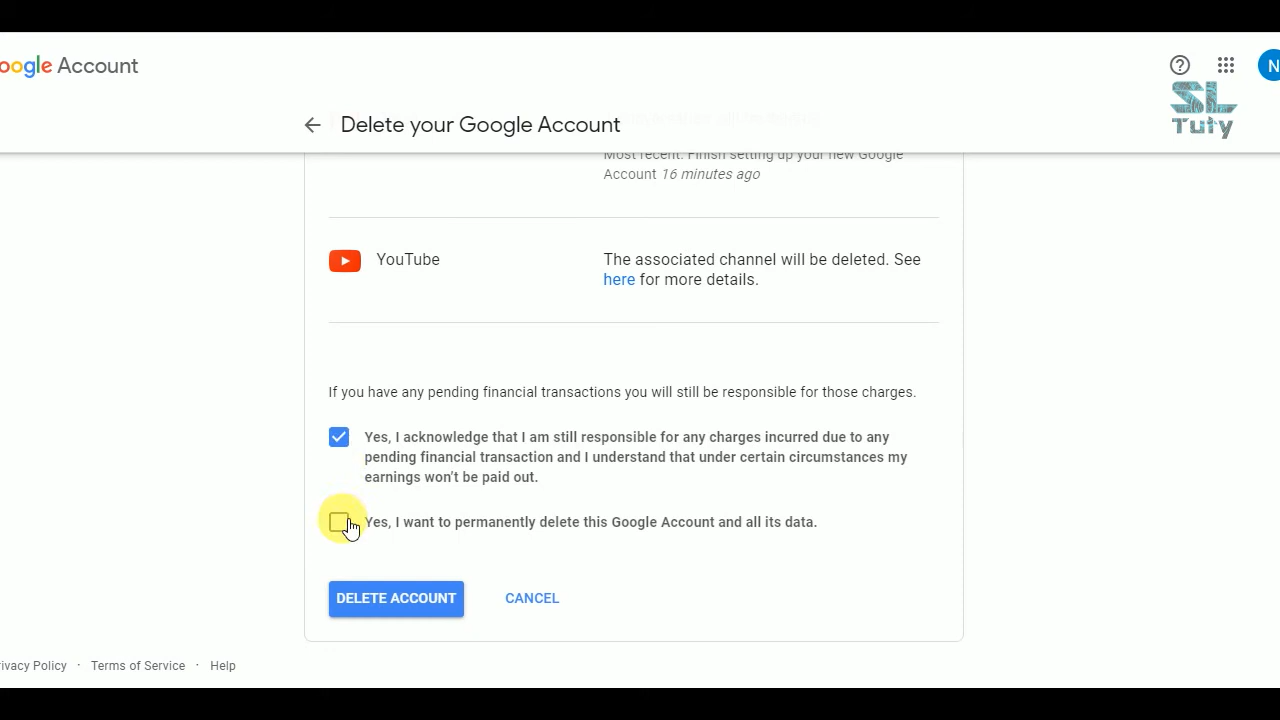 oogle Account
N
SL
Tuty
Delete your Google Account
Most recent: Finish setting up your new Google
Account 16 minutes ago
YouTube
The associated channel will be deleted. See
here for more details.
If you have any pending financial transactions you will still be responsible for those charges.
Yes, I acknowledge that I am still responsible for any charges incurred due to any
pending financial transaction and I understand that under certain circumstances my
earnings won't be paid out.
Yes, I want to permanently delete this Google Account and all its data.
DELETE ACCOUNT
CANCEL
rivacy Policy · Terms of Service · Help